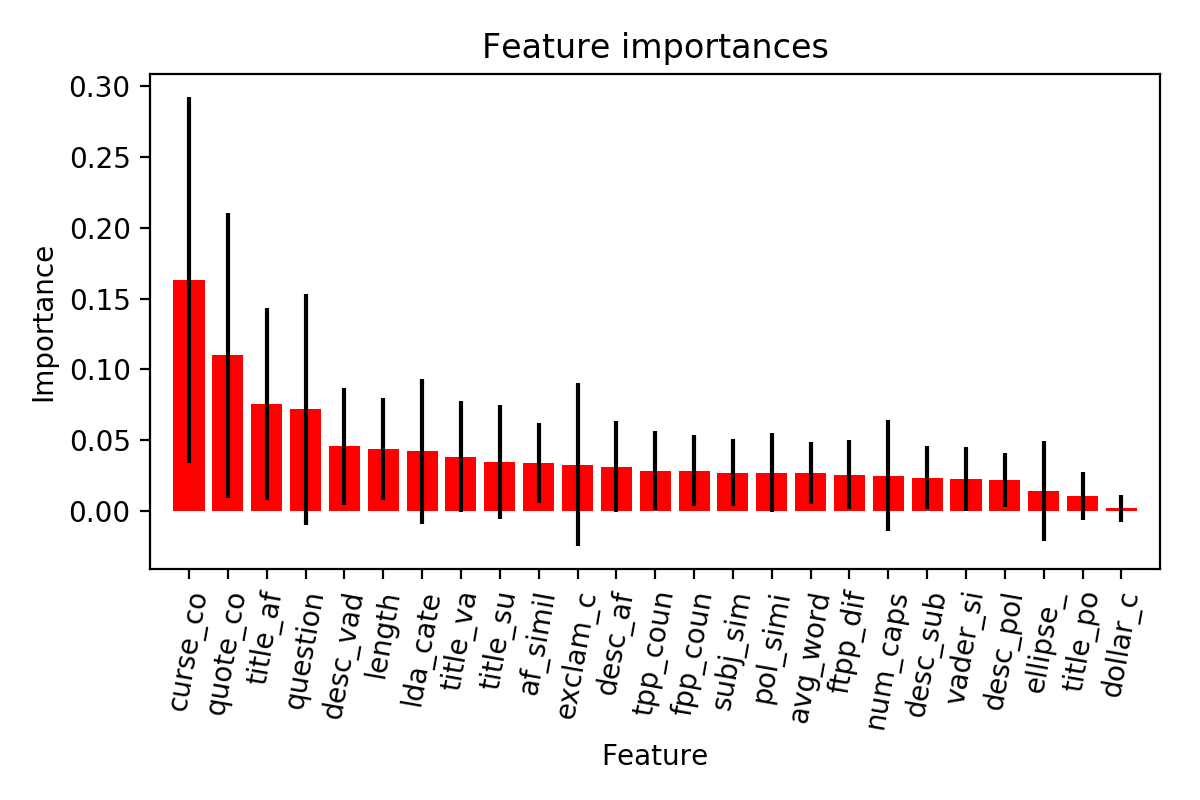 Feature importances
Importance
0.30
0.25
0.20
0.15
0.10
0.05
0.00
curse_co
quote_co
title_af
question
desc_vad
length
lda_cate
title_va
title_su
af_simil
exclam_c
desc_af
tpp_coun
fpp_coun
subj_sim
pol_simi
avg_word
ftpp_dif
num_caps
desc_sub
vader_si
desc_pol
ellipse_
title_po
dollar_c
Feature